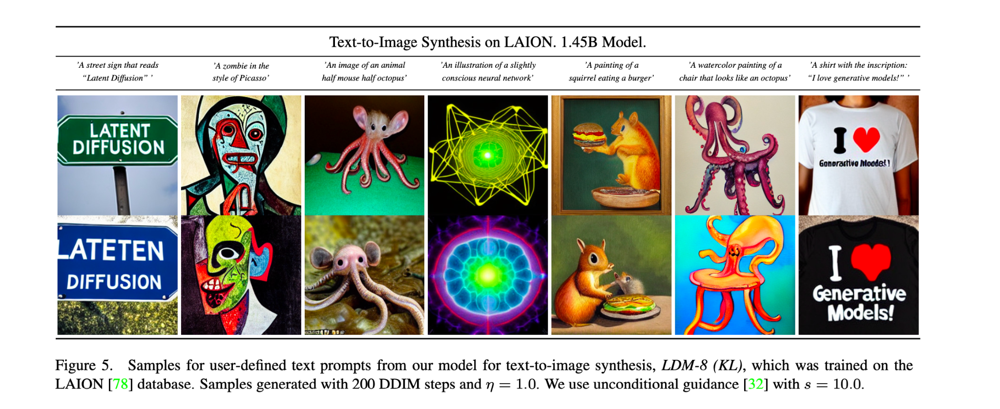 Text-to-Image Synthesis on LAION. 1.45B Model.
'A street sign that reads
“Latent Diffusion” '
'A zombie in the
style of Picasso'
'An image of an animal
half mouse half octopus'
'An illustration of a slightly
conscious neural network'
'A painting of a
squirrel eating a burger'
'A watercolor painting of a
chair that looks like an octopus'
'A shirt with the inscription:
“I love generative models!” '
LATENT
DIFFUSION
I
LATETEN
DIFFUSION
I
Generative
Models!
Figure 5. Samples for user-defined text prompts from our model for text-to-image synthesis, LDM-8 (KL), which was trained on the
LAION [78] database. Samples generated with 200 DDIM steps and η = 1.0. We use unconditional guidance [32] with s = 10.0.